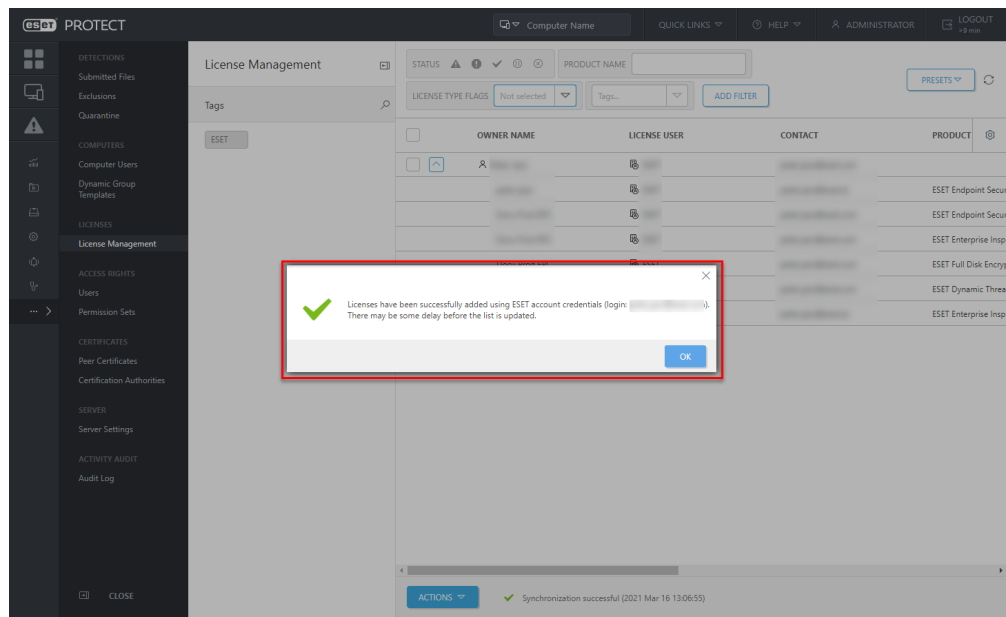 eset PROTECT
Computer Name
QUICK LINKS
HELP
ADMINISTRATOR
LOGOUT
>9 min
DETECTIONS
Submitted Files
Exclusions
Quarantine
COMPUTERS
Computer Users
Dynamic Group
Templates
LICENSES
License Management
ACCESS RIGHTS
Users
Permission Sets
CERTIFICATES
Peer Certificates
Certification Authorities
SERVER
Server Settings
ACTIVITY AUDIT
Audit Log
CLOSE
License Management
Tags
ESET
STATUS
PRODUCT NAME
PRESETS
LICENSE TYPE FLAGS
Not selected
Tags...
ADD FILTER
OWNER NAME
LICENSE USER
CONTACT
PRODUCT
ESET Endpoint Secur
ESET Endpoint Secur
ESET Enterprise Insp
ESET Full Disk Encryp
ESET Dynamic Threa
ESET Enterprise Insp
Licenses have been successfully added using ESET account credentials (login: ).
There may be some delay before the list is updated.
OK
ACTIONS
Synchronization successful (2021 Mar 16 13:06:55)